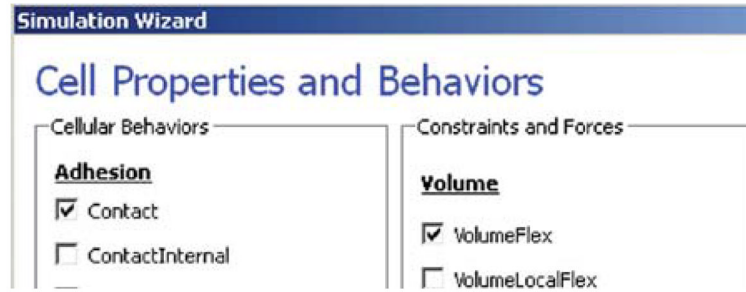 Simulation Wizard
Cell Properties and Behaviors
Cellular Behaviors
Adhesion
Contact
ContactInternal
Constraints and Forces
Volume
VolumeFlex
VolumeLocalFlex